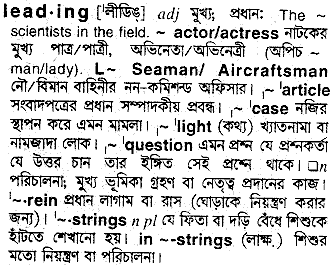 lead·ing ['লীডিঙ্] adj মুখ্য; প্রধান: The ~
scientists in the field. ~ actor/actress নাটকের
মুখ্য পাত্র/পাত্রী, অভিনেতা/অভিনেত্রী (অপিচ ~
man/lady). L~ Seaman/ Aircraftsman
নৌ/বিমান বাহিনীর নন-কমিশন্ড অফিসার। ~ 'article
সংবাদপত্রের প্রধান সম্পাদকীয় প্রবন্ধ। ~ 'case নজির
স্থাপন করে এমন মামলা। ,~ 'light (কথ্য) খ্যাতনামা বা
নামজাদা লোক। ,~ 'question এমন প্রশ্ন যে প্রশ্নকর্তা
যে উত্তর চান তার ইঙ্গিত সেই প্রশ্নে থাকে। □n
পরিচালনা; মুখ্য ভূমিকা গ্রহণ বা নেতৃত্ব প্রদানের কাজ।
'~-rein প্রধান লাগাম বা রাস (ঘোড়াকে নিয়ন্ত্রণ করার
জন্য)। '~-strings n pl যে ফিতা বা দড়ি বেঁধে শিশুকে
হাঁটতে শেখানো হয়। in ~-strings (লাক্ষ.) শিশুর
মতো নিয়ন্ত্রণ বা পরিচালনা।